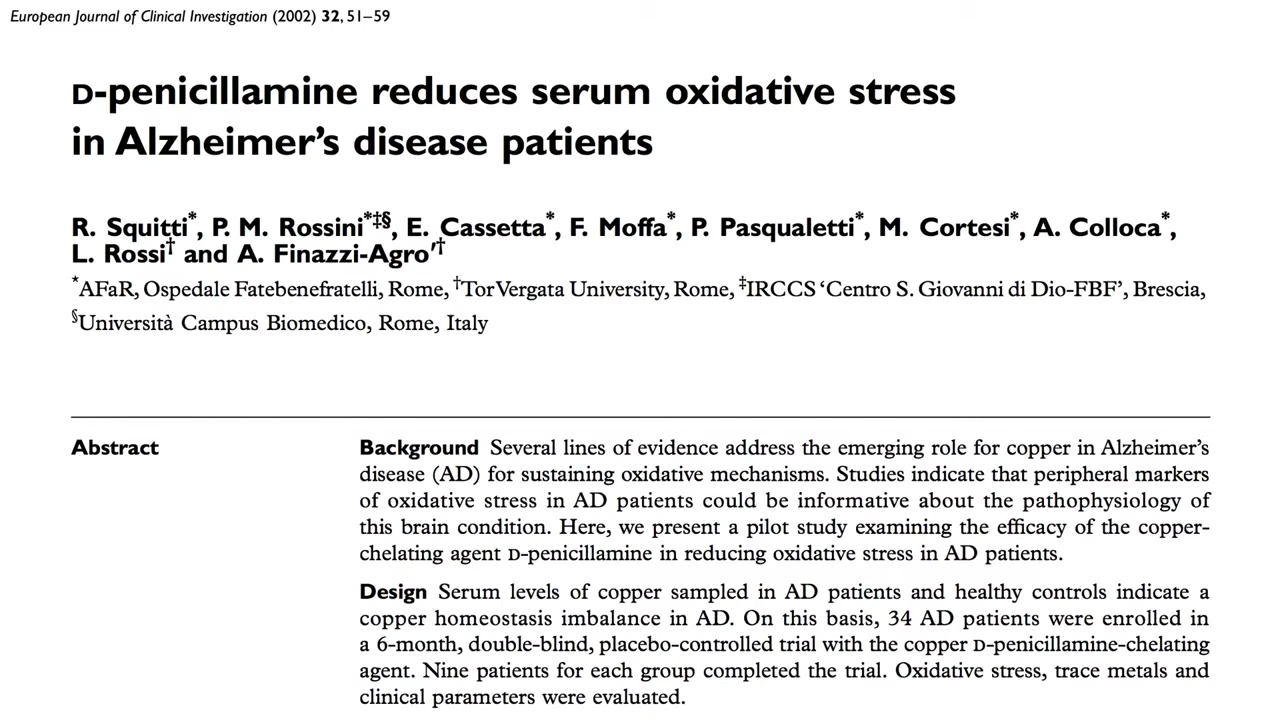 European Journal of Clinical Investigation (2002) 32, 51–59
D-penicillamine reduces serum oxidative stress
in Alzheimer's disease patients
R. Squitti*, P. M. Rossini*‡§, E. Cassetta*, F. Moffa*, P. Pasqualetti*, M. Cortesi*, A. Colloca*,
L. Rossi† and A. Finazzi-Agro'†
*AFaR, Ospedale Fatebenefratelli, Rome, †Tor Vergata University, Rome, ‡IRCCS ‘Centro S. Giovanni di Dio-FBF’, Brescia,
§Università Campus Biomedico, Rome, Italy
Abstract
Background Several lines of evidence address the emerging role for copper in Alzheimer's
disease (AD) for sustaining oxidative mechanisms. Studies indicate that peripheral markers
of oxidative stress in AD patients could be informative about the pathophysiology of
this brain condition. Here, we present a pilot study examining the efficacy of the copper-
chelating agent D-penicillamine in reducing oxidative stress in AD patients.
Design Serum levels of copper sampled in AD patients and healthy controls indicate a
copper homeostasis imbalance in AD. On this basis, 34 AD patients were enrolled in
a 6-month, double-blind, placebo-controlled trial with the copper D-penicillamine-chelating
agent. Nine patients for each group completed the trial. Oxidative stress, trace metals and
clinical parameters were evaluated.